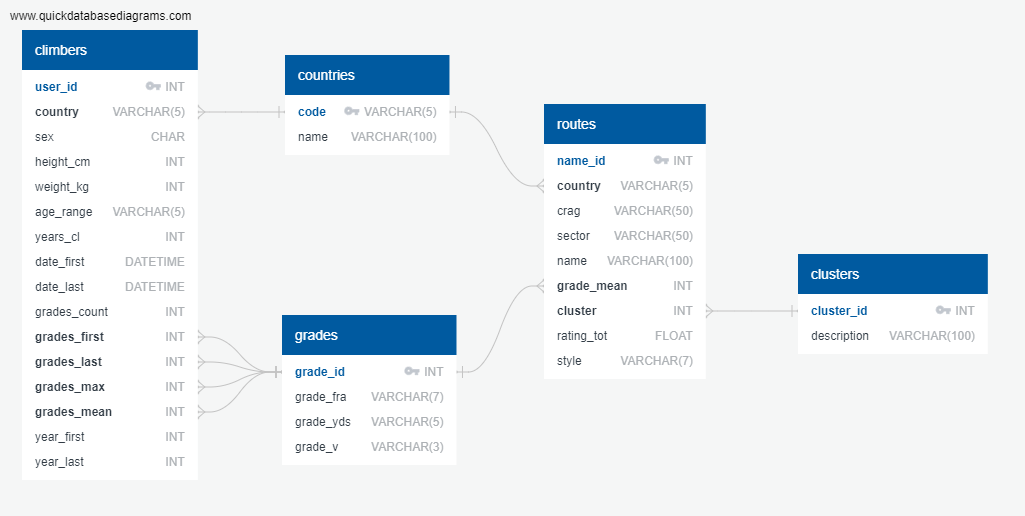 www.quickdatabasediagrams.com
climbers
user_id INT
country VARCHAR(5)
sex CHAR
height_cm INT
weight_kg INT
age_range VARCHAR(5)
years_cl INT
date_first DATETIME
date_last DATETIME
grades_count INT
grades_first INT
grades_last INT
grades_max INT
grades_mean INT
year_first INT
year_last INT
countries
code VARCHAR(5)
name VARCHAR(100)
grades
grade_id INT
grade_fra VARCHAR(7)
grade_yds VARCHAR(5)
grade_v VARCHAR(3)
routes
name_id INT
country VARCHAR(5)
crag VARCHAR(50)
sector VARCHAR(50)
name VARCHAR(100)
grade_mean INT
cluster INT
rating_tot FLOAT
style VARCHAR(7)
clusters
cluster_id INT
description VARCHAR(100)